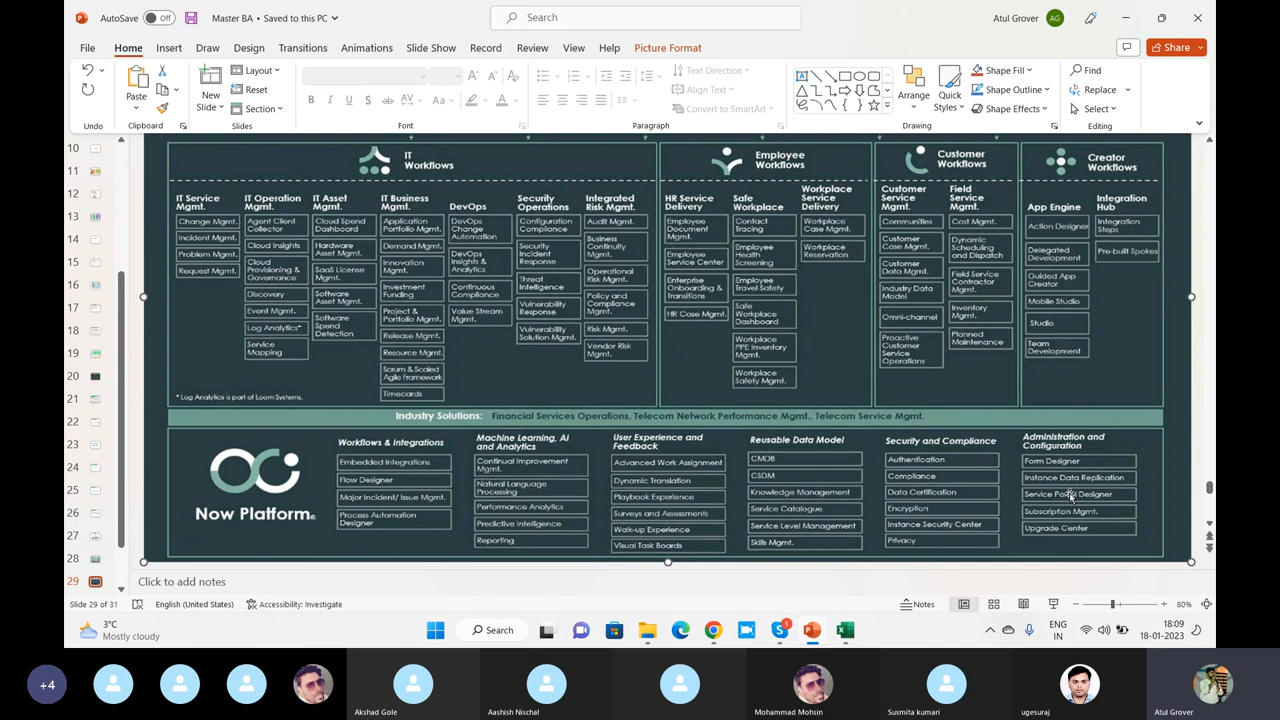 AutoSave Off Master BA • Saved to this PC Search Atul Grover AG
File Home Insert Draw Design Transitions Animations Slide Show Record Review View Help Picture Format Share
Paste New Slide Layout Reset Section Text Direction Align Text Convert to SmartArt Arrange Quick Styles Shape Fill Shape Outline Shape Effects Find Replace Select
Undo Clipboard Slides Font Paragraph Drawing Editing
10
11
12
13
14
15
16
17
18
19
20
21
22
23
24
25
26
27
28
29
IT Workflows
IT Service Mgmt.
Change Mgmt.
Incident Mgmt.
Problem Mgmt.
Request Mgmt.
IT Operation Mgmt.
Agent Client Collector
Cloud Insights
Cloud Provisioning & Governance
Discovery
Event Mgmt.
Log Analytics*
Service Mapping
IT Asset Mgmt.
Cloud Spend Dashboard
Hardware Asset Mgmt.
SaaS License Mgmt.
Software Asset Mgmt.
Software Spend Detection
IT Business Mgmt.
Application Portfolio Mgmt.
Demand Mgmt.
Innovation Mgmt.
Investment Funding
Project & Portfolio Mgmt.
Release Mgmt.
Resource Mgmt.
Scrum & Scaled Agile Framework
Timecards
DevOps
DevOps Change Automation
DevOps Insights & Analytics
Continuous Compliance
Value Stream Mgmt.
Security Operations
Configuration Compliance
Security Incident Response
Threat Intelligence
Vulnerability Response
Vulnerability Solution Mgmt.
Integrated Risk Mgmt.
Audit Mgmt.
Business Continuity Mgmt.
Operational Risk Mgmt.
Policy and Compliance Mgmt.
Risk Mgmt.
Vendor Risk Mgmt.
* Log Analytics is part of Loom Systems.
Employee Workflows
HR Service Delivery
Employee Document Mgmt.
Employee Service Center
Enterprise Onboarding & Transitions
HR Case Mgmt.
Safe Workplace
Contact Tracing
Employee Health Screening
Employee Travel Safety
Safe Workplace Dashboard
Workplace PPE Inventory Mgmt.
Workplace Safety Mgmt.
Workplace Service Delivery
Workplace Case Mgmt.
Workplace Reservation
Customer Workflows
Customer Service Mgmt.
Communities
Customer Case Mgmt.
Customer Data Mgmt.
Industry Data Model
Omni-channel
Proactive Customer Service Operations
Field Service Mgmt.
Cost Mgmt.
Dynamic Scheduling and Dispatch
Field Service Contractor Mgmt.
Inventory Mgmt.
Planned Maintenance
Creator Workflows
App Engine
Action Designer
Delegated Development
Guided App Creator
Mobile Studio
Studio
Team Development
Integration Hub
Integration Steps
Pre-built Spokes
Industry Solutions: Financial Services Operations, Telecom Network Performance Mgmt., Telecom Service Mgmt.
Now Platform.
Workflows & Integrations
Embedded Integrations
Flow Designer
Major Incident/ Issue Mgmt.
Process Automation Designer
Machine Learning, AI and Analytics
Continual Improvement Mgmt.
Natural Language Processing
Performance Analytics
Predictive Intelligence
Reporting
User Experience and Feedback
Advanced Work Assignment
Dynamic Translation
Playbook Experience
Surveys and Assessments
Walk-up Experience
Visual Task Boards
Reusable Data Model
CMDB
CSDM
Knowledge Management
Service Catalogue
Service Level Management
Skills Mgmt.
Security and Compliance
Authentication
Compliance
Data Certification
Encryption
Instance Security Center
Privacy
Administration and Configuration
Form Designer
Instance Data Replication
Service Portal Designer
Subscription Mgmt.
Upgrade Center
Click to add notes
Slide 29 of 31 English (United States) Accessibility: Investigate Notes 80%
3°C
Mostly cloudy
Search
1
ENG
IN
18:09
18-01-2023
+4 Akshad Gole Aashish Nischal Mohammad Mohsin Susmita kumari ugesuraj Atul Grover